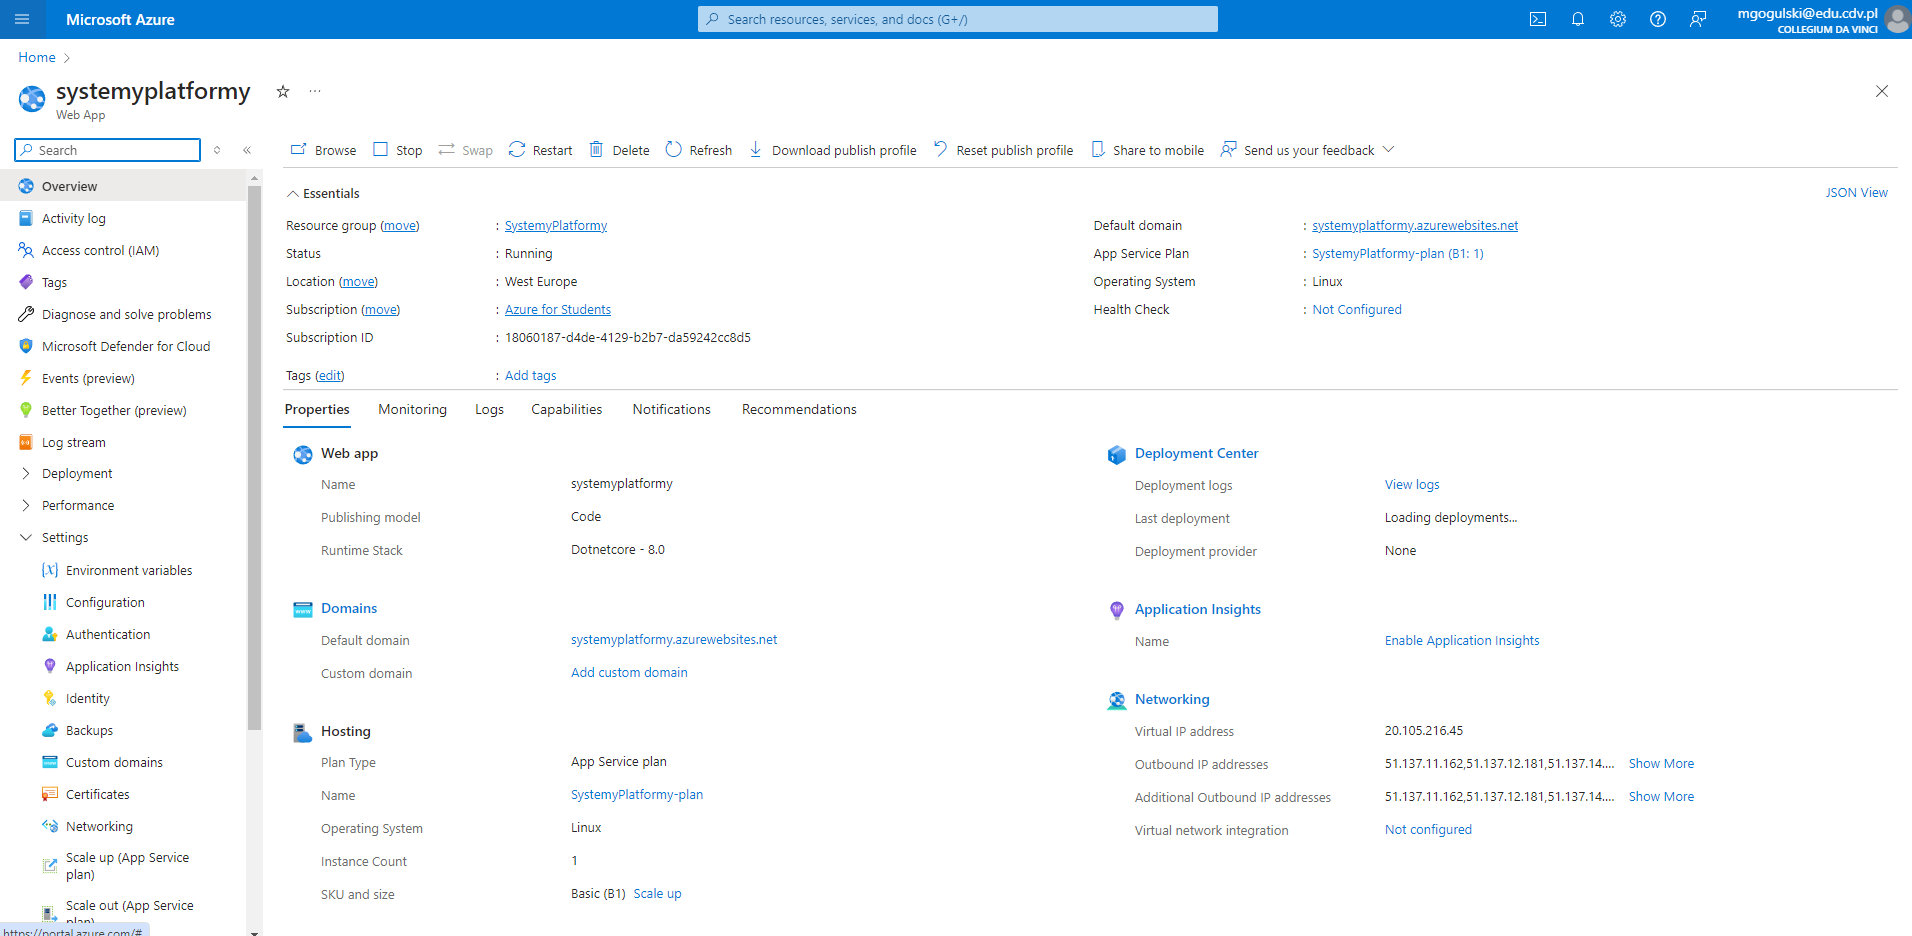 Microsoft Azure
Search resources, services, and docs (G+/)
mgogulski@edu.cdv.pl
COLLEGIUM DA VINCI
Home
systemyplatformy
Web App
Search
Browse Stop Swap Restart Delete Refresh Download publish profile Reset publish profile Share to mobile Send us your feedback
Overview
Activity log
Access control (IAM)
Tags
Diagnose and solve problems
Microsoft Defender for Cloud
Events (preview)
Better Together (preview)
Log stream
Deployment
Performance
Settings
Environment variables
Configuration
Authentication
Application Insights
Identity
Backups
Custom domains
Certificates
Networking
Scale up (App Service
plan)
Scale out (App Service
plan)
https://portal.azure.com/#
Essentials
JSON View
Resource group (move) : SystemyPlatformy
Status : Running
Location (move) : West Europe
Subscription (move) : Azure for Students
Subscription ID : 18060187-d4de-4129-b2b7-da59242cc8d5
Default domain : systemyplatformy.azurewebsites.net
App Service Plan : SystemyPlatformy-plan (B1: 1)
Operating System : Linux
Health Check : Not Configured
Tags (edit) : Add tags
Properties Monitoring Logs Capabilities Notifications Recommendations
Web app
Name systemyplatformy
Publishing model Code
Runtime Stack Dotnetcore - 8.0
Domains
Default domain systemyplatformy.azurewebsites.net
Custom domain Add custom domain
Hosting
Plan Type App Service plan
Name SystemyPlatformy-plan
Operating System Linux
Instance Count 1
SKU and size Basic (B1) Scale up
Deployment Center
Deployment logs View logs
Last deployment Loading deployments...
Deployment provider None
Application Insights
Name Enable Application Insights
Networking
Virtual IP address 20.105.216.45
Outbound IP addresses 51.137.11.162,51.137.12.181,51.137.14.... Show More
Additional Outbound IP addresses 51.137.11.162,51.137.12.181,51.137.14.... Show More
Virtual network integration Not configured